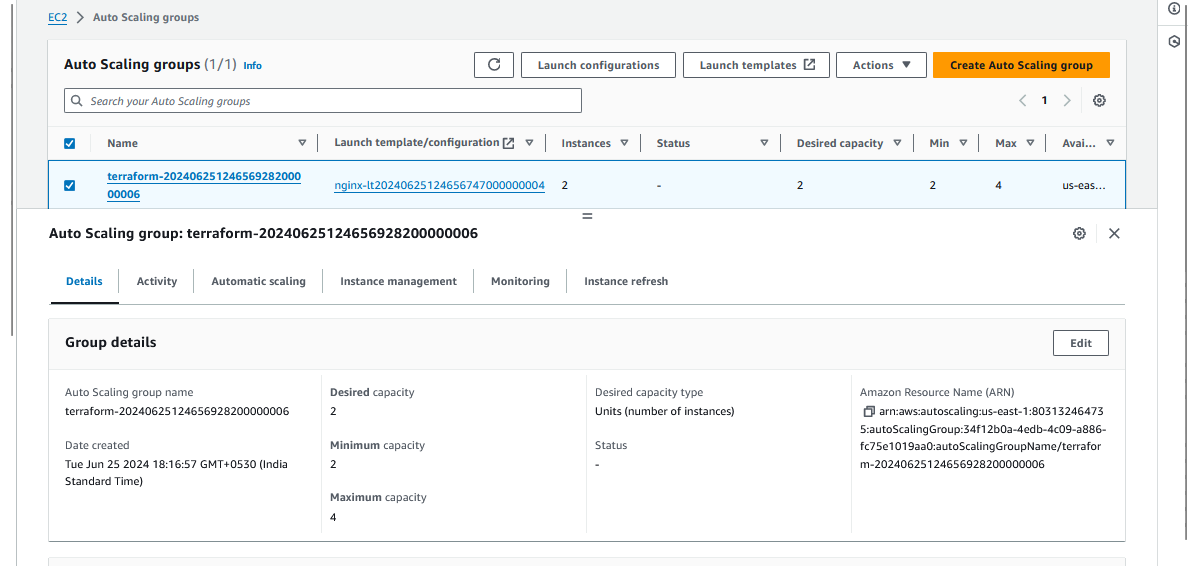 EC2 > Auto Scaling groups
Auto Scaling groups (1/1) Info
Launch configurations
Launch templates
Actions
Create Auto Scaling group
Search your Auto Scaling groups
1
Name
Launch template/configuration
Instances
Status
Desired capacity
Min
Max
Avai...
terraform-202406251246569282000
00006
nginx-lt20240625124656747000000004
2
-
2
2
4
us-eas...
Auto Scaling group: terraform-20240625124656928200000006
Details
Activity
Automatic scaling
Instance management
Monitoring
Instance refresh
Group details
Edit
Auto Scaling group name
terraform-20240625124656928200000006
Date created
Tue Jun 25 2024 18:16:57 GMT+0530 (India
Standard Time)
Desired capacity
2
Minimum capacity
2
Maximum capacity
4
Desired capacity type
Units (number of instances)
Status
-
Amazon Resource Name (ARN)
arn:aws:autoscaling:us-east-1:80313246473
5:autoScalingGroup:34f12b0a-4edb-4c09-a886-
fc75e1019aa0:autoScalingGroupName/terrafor
m-20240625124656928200000006